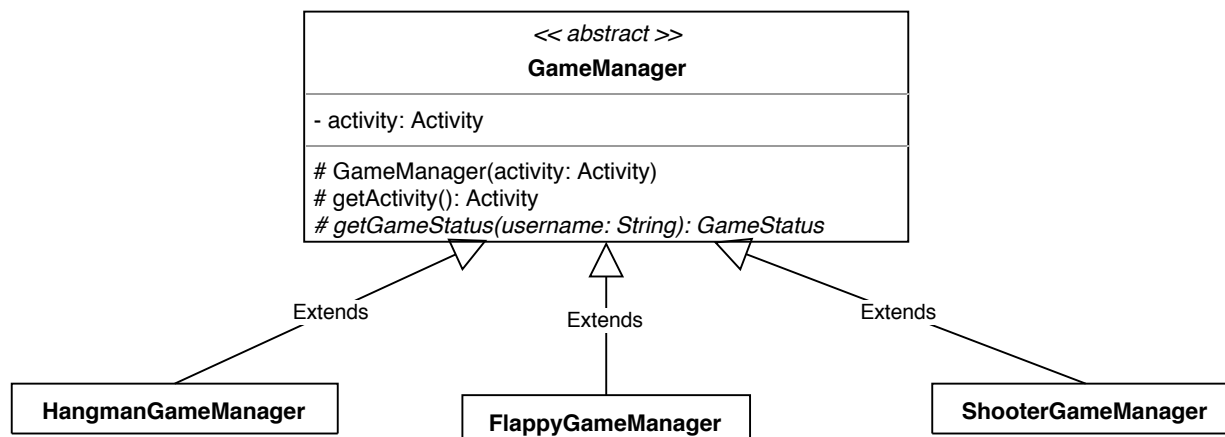 << abstract >>
GameManager
- activity: Activity
# GameManager(activity: Activity)
# getActivity(): Activity
# getGameStatus(username: String): GameStatus
Extends
Extends
Extends
HangmanGameManager
FlappyGameManager
ShooterGameManager